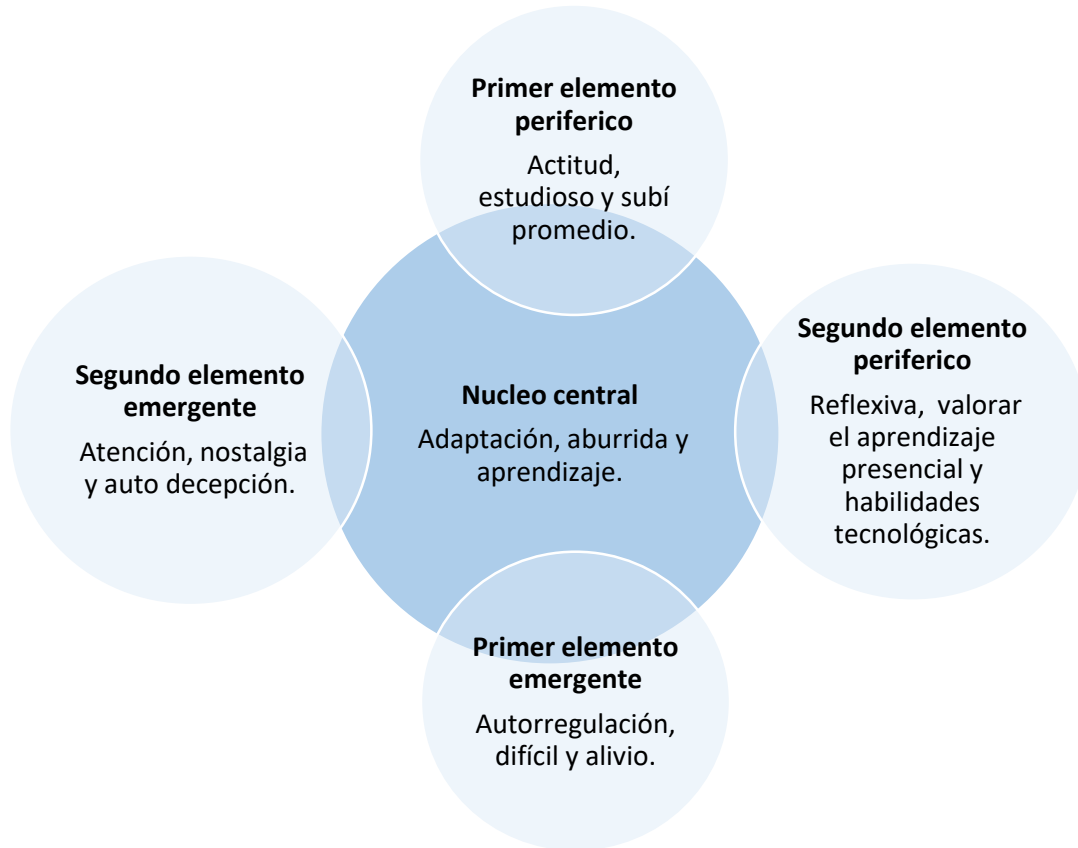 Primer elemento
periferico
Actitud,
estudioso y subí
promedio.
Segundo elemento
emergente
Atención, nostalgia
y auto decepción.
Nucleo central
Adaptación, aburrida y
aprendizaje.
Segundo elemento
periferico
Reflexiva, valorar
el aprendizaje
presencial y
habilidades
tecnológicas.
Primer elemento
emergente
Autorregulación,
difícil y alivio.